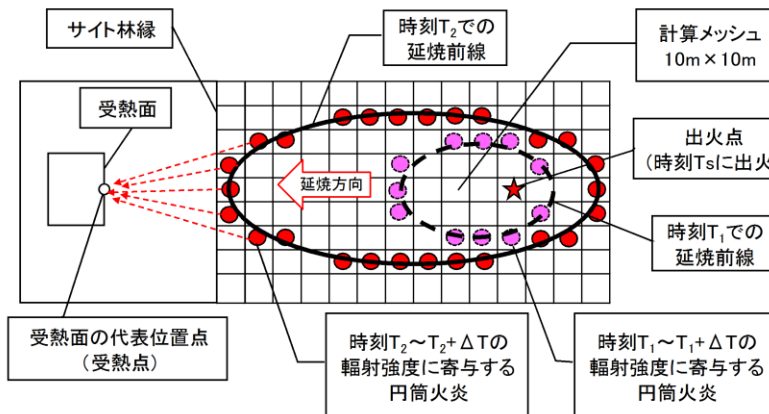 サイト林縁
時刻T₂での
延焼前線
計算メッシュ
10m×10m
受熱面
出火点
(時刻Tsに出火
延焼方向
時刻T₁での
延焼前線
受熱面の代表位置点
(受熱点)
時刻T₂~T₂+ΔTの
輻射強度に寄与する
円筒火炎
時刻T₁~T₁+ΔTの
輻射強度に寄与する
円筒火炎